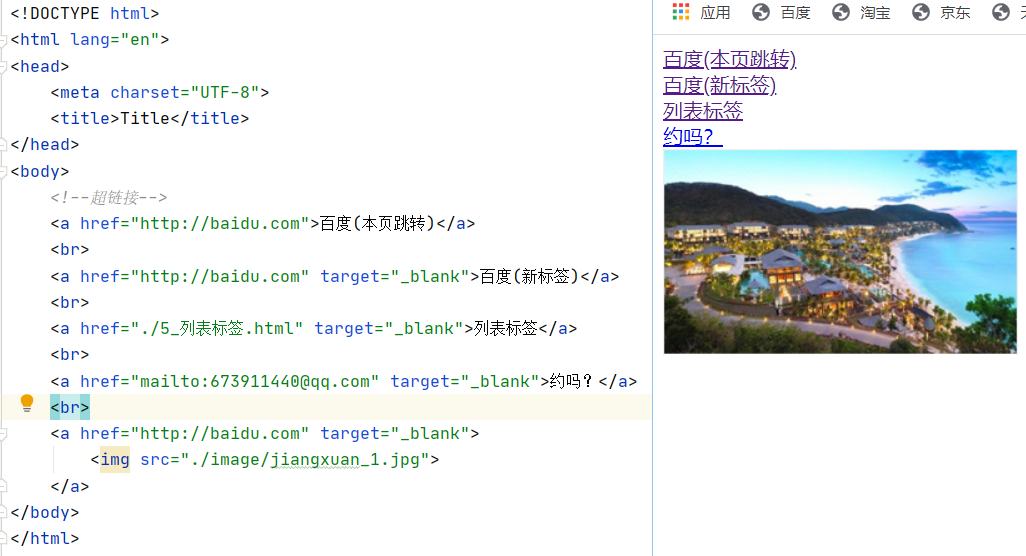 <!DOCTYPE html>
<html lang="en">
<head>
    <meta charset="UTF-8">
    <title>Title</title>
</head>
<body>
    <!--超链接-->
    <a href="http://baidu.com">百度(本页跳转)</a>
    <br>
    <a href="http://baidu.com" target="_blank">百度(新标签)</a>
    <br>
    <a href="./5_列表标签.html" target="_blank">列表标签</a>
    <br>
    <a href="mailto:673911440@qq.com" target="_blank">约吗？</a>
    <br>
    <a href="http://baidu.com" target="_blank">
        <img src="./image/jiangxuan_1.jpg">
    </a>
</body>
</html>
应用 百度 淘宝 京东
百度(本页跳转)
百度(新标签)
列表标签
约吗？